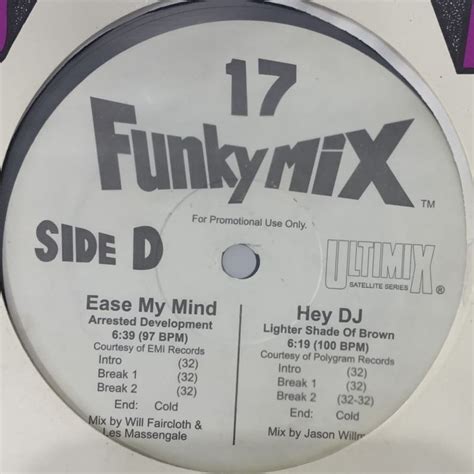 17
Funkymix
TM
For Promotional Use Only.
SIDE D
ULTIMIX
SATELLITE SERIES ®
Ease My Mind
Arrested Development
6:39 (97 BPM)
Courtesy of EMI Records
Intro (32)
Break 1 (32)
Break 2 (32)
End: Cold
Mix by Will Faircloth &
Les Massengale
Hey DJ
Lighter Shade Of Brown
6:19 (100 BPM)
Courtesy of Polygram Records
Intro (32)
Break 1 (32)
Break 2 (32-32)
End: Cold
Mix by Jason